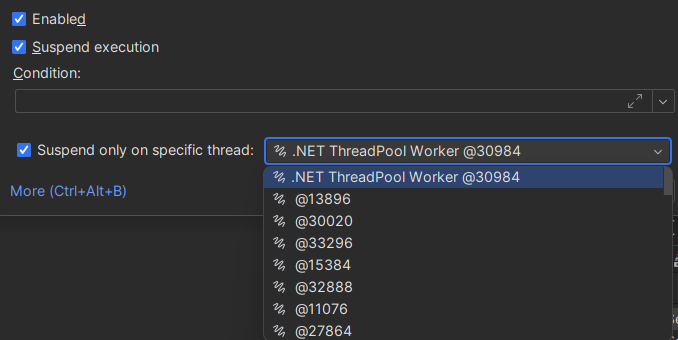 Enabled
Suspend execution
Condition:
Suspend only on specific thread: .NET ThreadPool Worker @30984
.NET ThreadPool Worker @30984
More (Ctrl+Alt+B)
@13896
@30020
@33296
@15384
@32888
@11076
@27864